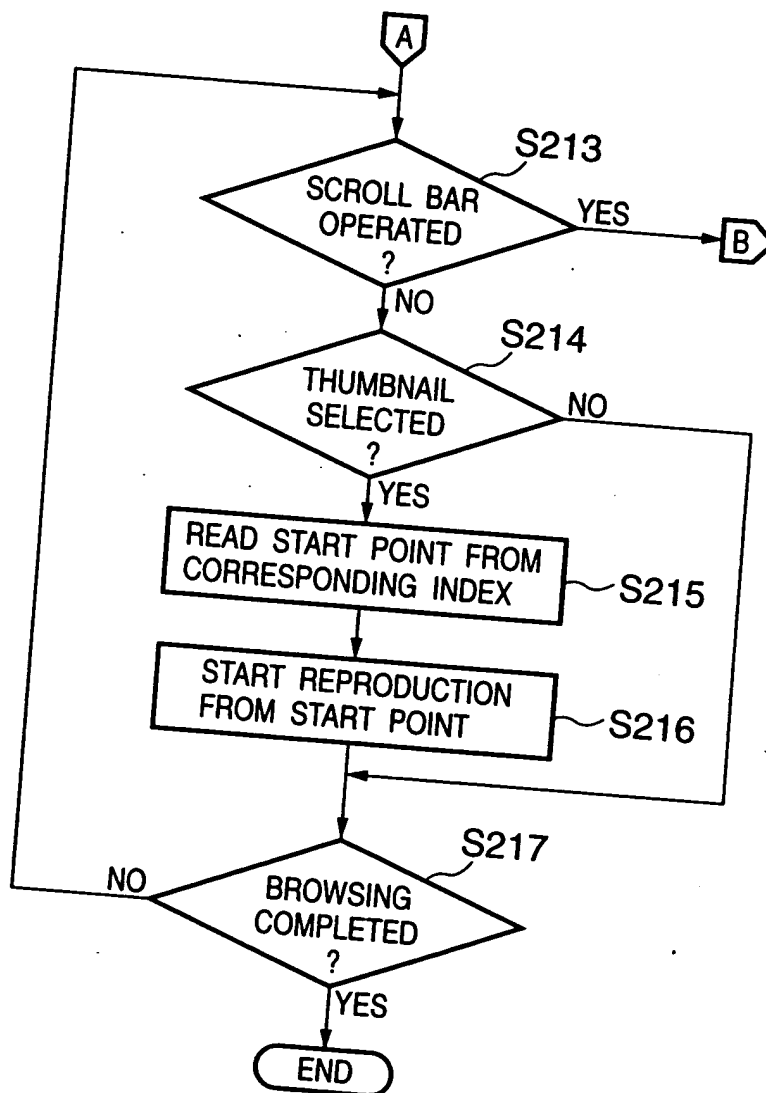 A
S213
SCROLL BAR
OPERATED
?
YES
B
NO
S214
THUMBNAIL
SELECTED
?
NO
YES
READ START POINT FROM
CORRESPONDING INDEX
S215
START REPRODUCTION
FROM START POINT
S216
S217
NO
BROWSING
COMPLETED
?
YES
END